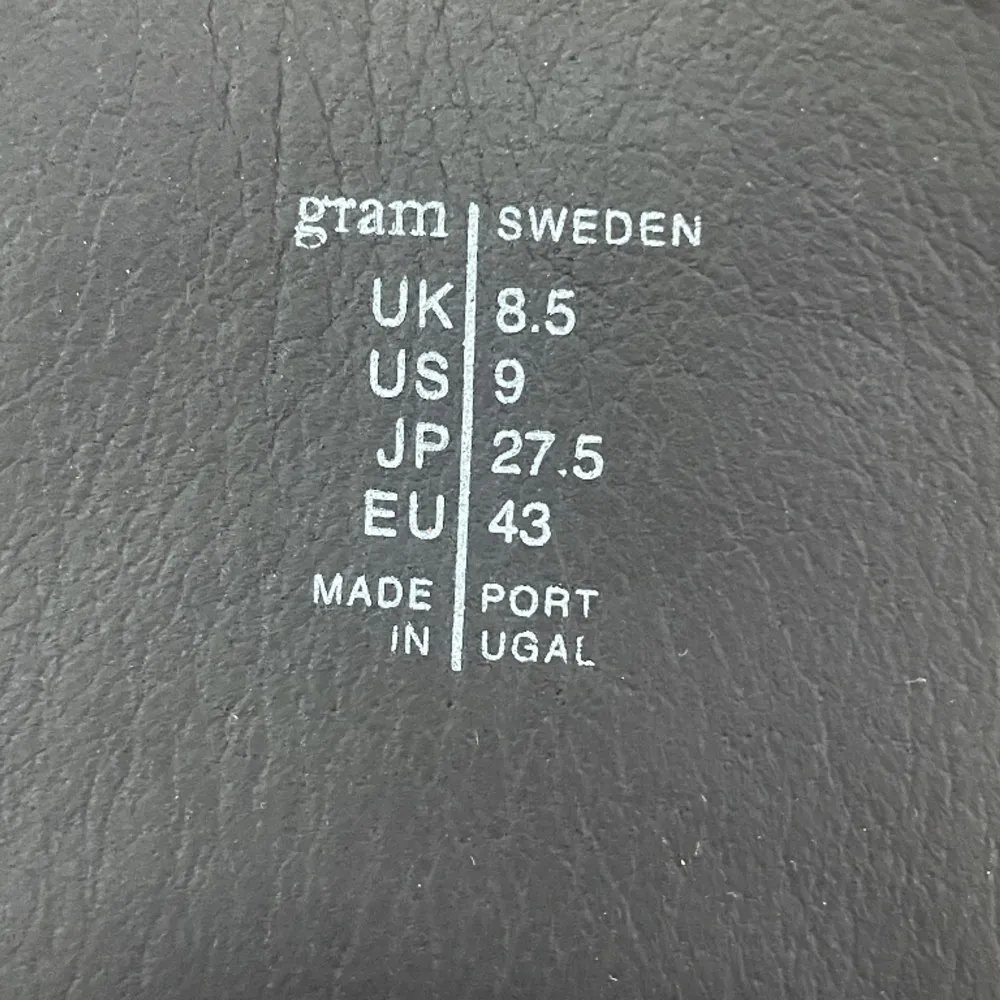 gram | SWEDEN
UK | 8.5
US | 9
JP | 27.5
EU | 43
MADE | PORT
IN | UGAL